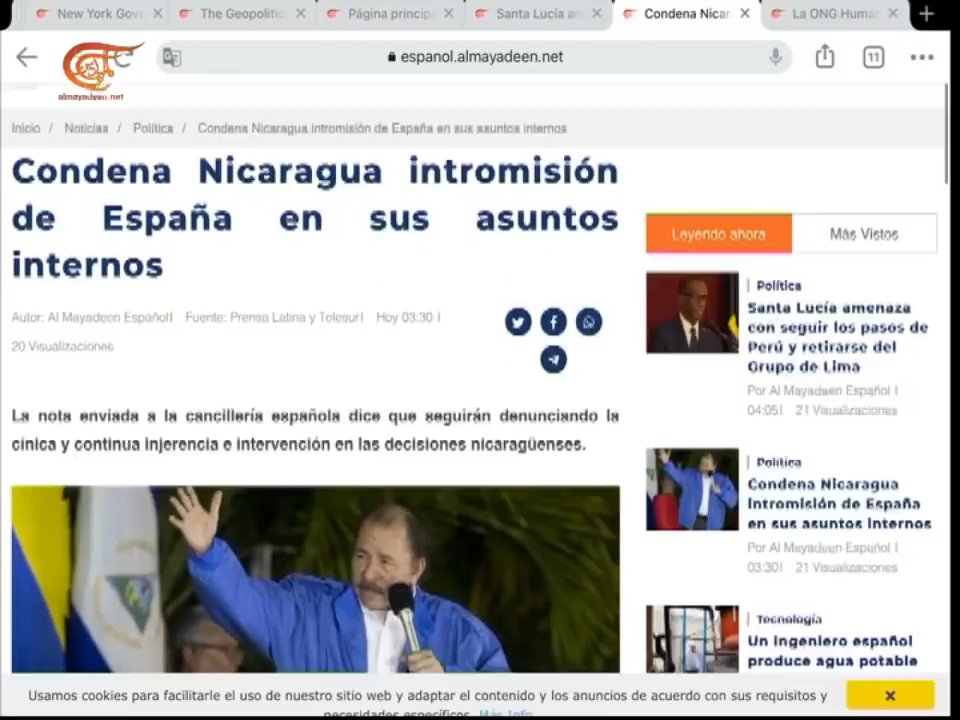 New York Gov
The Geopolitic
Página princip
Santa Lucía an
Condena Nicar
La ONG Huma
espanol.almayadeen.net
11
almayadeen.net
Inicio / Noticias / Política / Condena Nicaragua intromisión de España en sus asuntos internos
Condena Nicaragua intromisión
de España en sus asuntos
internos
Autor: Al Mayadeen Español| Fuente: Prensa Latina y Telesur| Hoy 03:30 |
20 Visualizaciones
La nota enviada a la cancillería española dice que seguirán denunciando la
cínica y continua injerencia e intervención en las decisiones nicaragüenses.
Leyendo ahora
Más Vistos
Política
Santa Lucía amenaza
con seguir los pasos de
Perú y retirarse del
Grupo de Lima
Por Al Mayadeen Español |
04:05| 21 Visualizaciones
Política
Condena Nicaragua
intromisión de España
en sus asuntos internos
Por Al Mayadeen Español |
03:30| 21 Visualizaciones
Tecnología
Un ingeniero español
produce agua potable
Usamos cookies para facilitarle el uso de nuestro sitio web y adaptar el contenido y los anuncios de acuerdo con sus requisitos y
necesidades específicos. Más Info